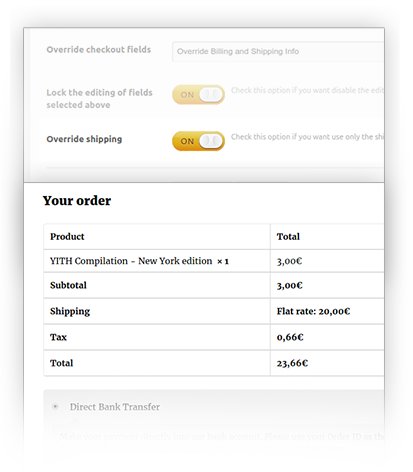 Override checkout fields Override Billing and Shipping Info
Lock the editing of fields ON Check this option if you want disable the edit
selected above
Override shipping ON Check this option if you want use only the shi
Your order
Product Total
YITH Compilation - New York edition × 1 3,00€
Subtotal 3,00€
Shipping Flat rate: 20,00€
Tax 0,66€
Total 23,66€
Direct Bank Transfer